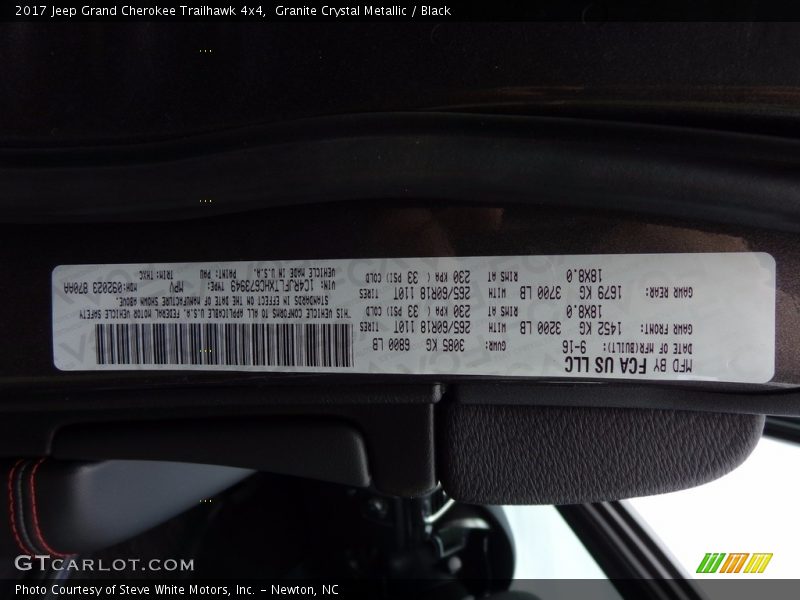 2017 Jeep Grand Cherokee Trailhawk 4x4,  Granite Crystal Metallic / Black
MFD BY FCA US LLC
DATE OF MFR(BUILT): 9-16 GVWR: 3085 KG 6800 LB
GAWR FRONT: 1452 KG 3200 LB WITH 265/60R18 110T TIRES
18X8.0 RIMS AT 230 KPA ( 33 PSI) COLD
GAWR REAR: 1679 KG 3700 LB WITH 265/60R18 110T TIRES
18X8.0 RIMS AT 230 KPA ( 33 PSI) COLD
THIS VEHICLE CONFORMS TO ALL APPLICABLE FEDERAL MOTOR VEHICLE SAFETY
STANDARDS IN EFFECT ON THE DATE OF MANUFACTURE SHOWN ABOVE.
VIN: 1C4RJFLTXHC673949 TYPE: MPV MDH: 092023 870AA
VEHICLE MADE IN U.S.A. PAINT: PAU TRIM: THXC
GTCARLOT.COM
Photo Courtesy of Steve White Motors, Inc. – Newton, NC